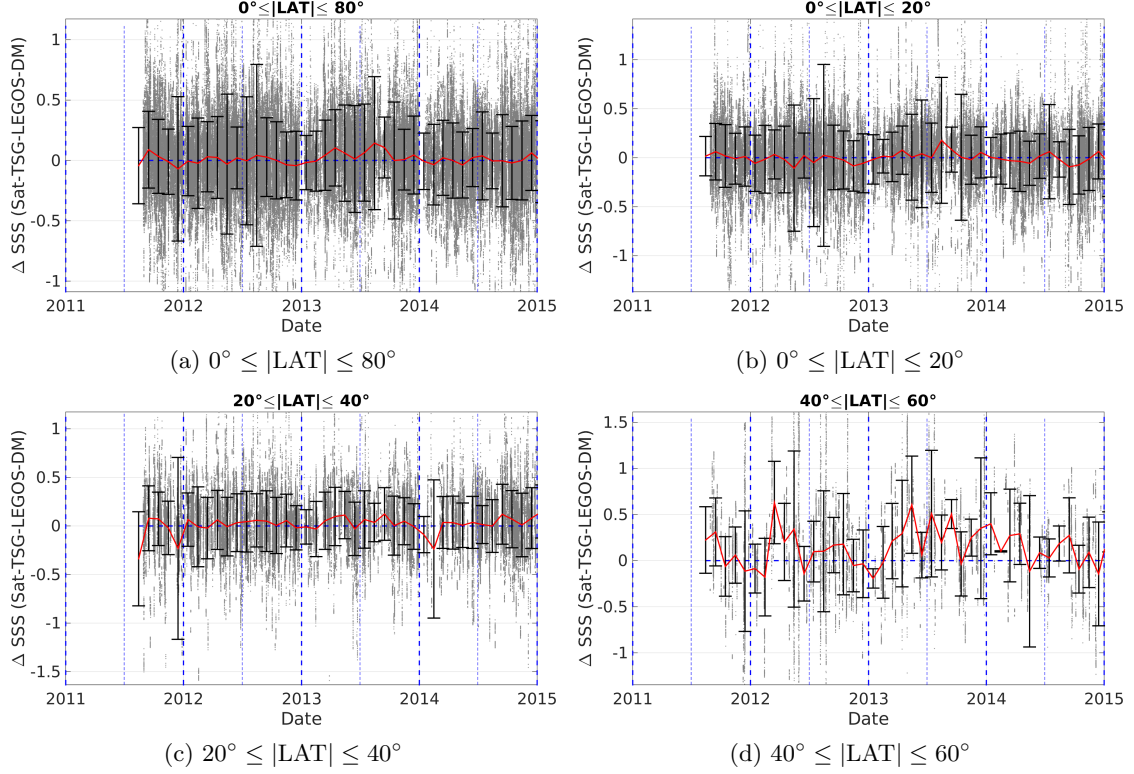 0°≤|LAT|≤ 80°
Δ SSS (Sat-TSG-LEGOS-DM)
1
0.5
0
-0.5
-1
2011 2012 2013 2014 2015
Date
(a) 0° ≤ |LAT| ≤ 80°
0°≤|LAT|≤ 20°
Δ SSS (Sat-TSG-LEGOS-DM)
1
0.5
0
-0.5
-1
2011 2012 2013 2014 2015
Date
(b) 0° ≤ |LAT| ≤ 20°
20°≤|LAT|≤ 40°
Δ SSS (Sat-TSG-LEGOS-DM)
1
0.5
0
-0.5
-1
-1.5
2011 2012 2013 2014 2015
Date
(c) 20° ≤ |LAT| ≤ 40°
40°≤|LAT|≤ 60°
Δ SSS (Sat-TSG-LEGOS-DM)
1.5
1
0.5
0
-0.5
-1
2011 2012 2013 2014 2015
Date
(d) 40° ≤ |LAT| ≤ 60°